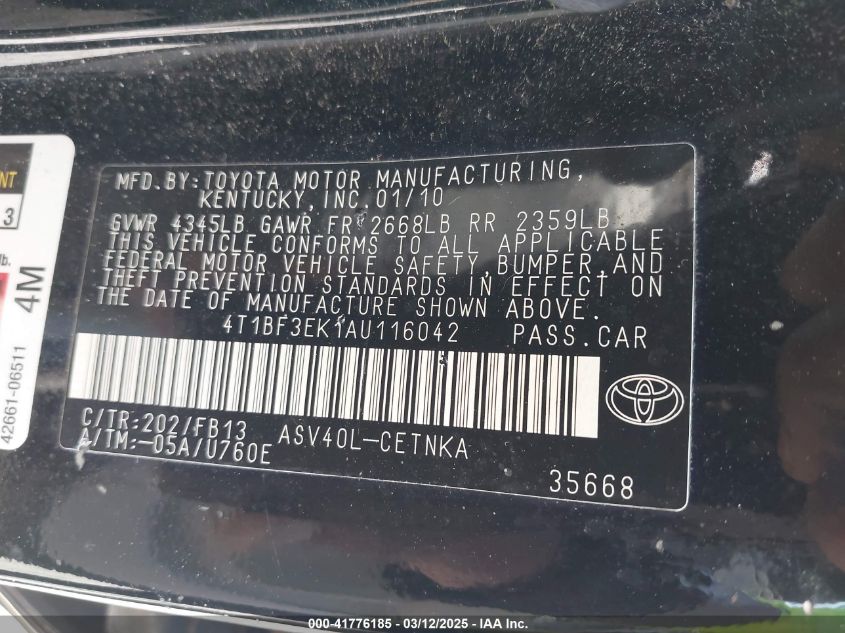 MFD.BY:TOYOTA MOTOR MANUFACTURING,
KENTUCKY,INC.01/10
GVWR 4345LB GAWR FR 2668LB RR 2359LB
THIS VEHICLE CONFORMS TO ALL APPLICABLE
FEDERAL MOTOR VEHICLE SAFETY,BUMPER,AND
THEFT PREVENTION STANDARDS IN EFFECT ON
THE DATE OF MANUFACTURE SHOWN ABOVE.
4T1BF3EK1AU116042 PASS.CAR
C/TR:202/FB13 ASV40L-CETNKA
A/TM:-05A/U760E
35668
NT
3
lb.
4M
42661-06511
000-41776185 - 03/12/2025 - IAA Inc.